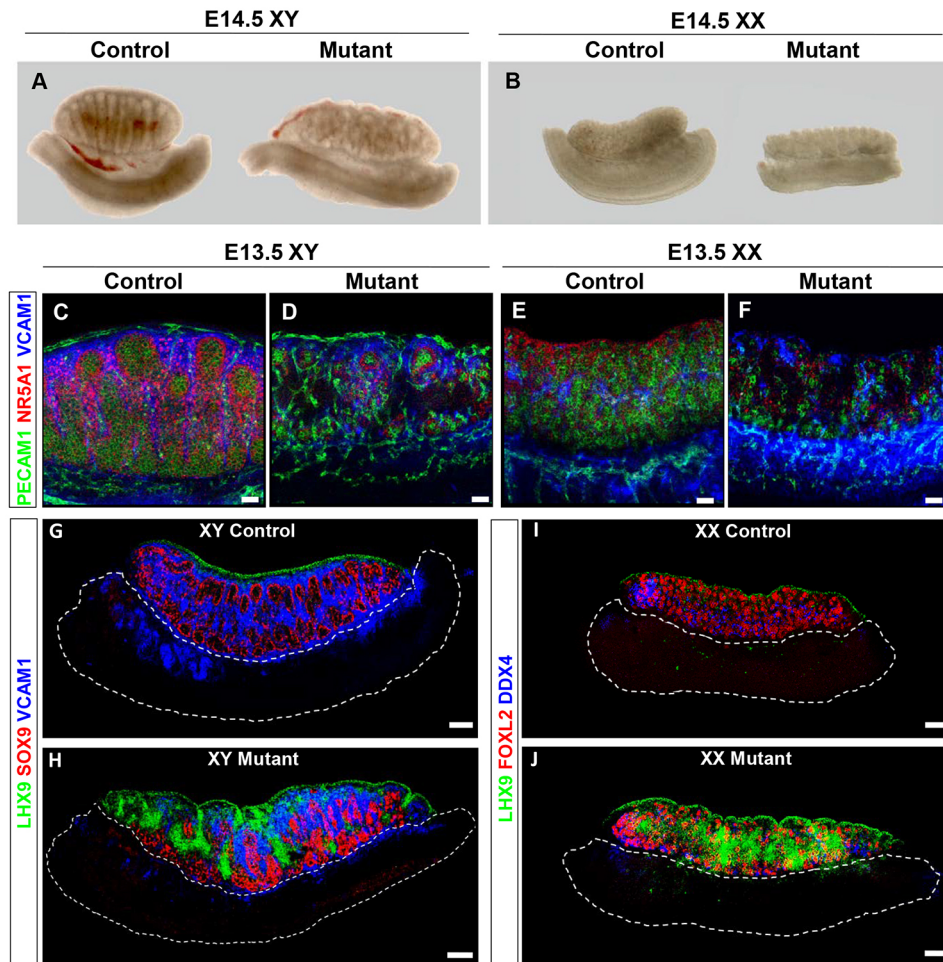 E14.5 XY
E14.5 XX
Control
Mutant
Control
Mutant
A
B
E13.5 XY
E13.5 XX
Control
Mutant
Control
Mutant
PECAM1 NR5A1 VCAM1
C
D
E
F
LHX9 SOX9 VCAM1
G
XY Control
H
XY Mutant
LHX9 FOXL2 DDX4
I
XX Control
J
XX Mutant